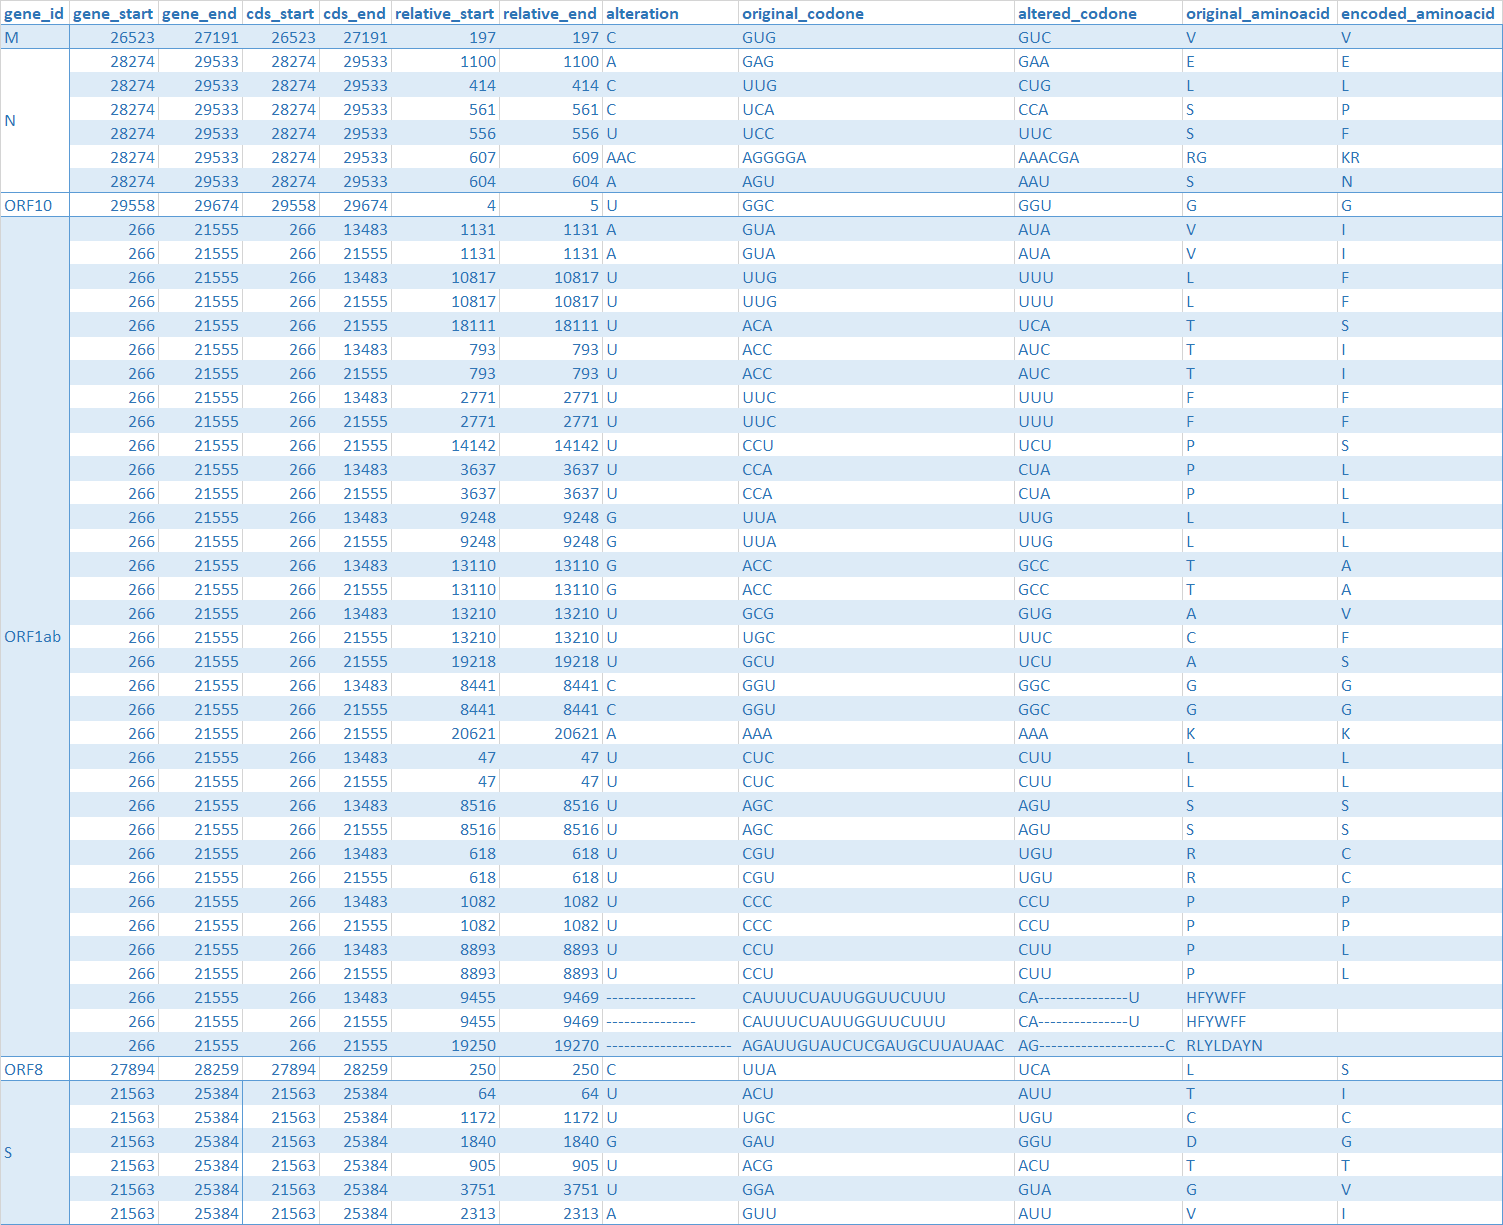 gene_id gene_start gene_end cds_start cds_end relative_start relative_end alteration original_codone altered_codone original_aminoacid encoded_aminoacid
M 26523 27191 26523 27191 197 197 C GUG GUC V V
28274 29533 28274 29533 1100 1100 A GAG GAA E E
28274 29533 28274 29533 414 414 C UUG CUG L L
28274 29533 28274 29533 561 561 C UCA CCA S P
N
28274 29533 28274 29533 556 556 U UCC UUC S F
28274 29533 28274 29533 607 609 AAC AGGGGA AAACGA RG KR
28274 29533 28274 29533 604 604 A AGU AAU S N
ORF10 29558 29674 29558 29674 4 5 U GGC GGU G G
266 21555 266 13483 1131 1131 A GUA AUA V I
266 21555 266 21555 1131 1131 A GUA AUA V I
266 21555 266 13483 10817 10817 U UUG UUU L F
266 21555 266 21555 10817 10817 U UUG UUU L F
266 21555 266 21555 18111 18111 U ACA UCA T S
266 21555 266 13483 793 793 U ACC AUC T I
266 21555 266 21555 793 793 U ACC AUC T I
266 21555 266 13483 2771 2771 U UUC UUU F F
266 21555 266 21555 2771 2771 U UUC UUU F F
266 21555 266 21555 14142 14142 U CCU UCU P S
266 21555 266 13483 3637 3637 U CCA CUA P L
266 21555 266 21555 3637 3637 U CCA CUA P L
266 21555 266 13483 9248 9248 G UUA UUG L L
266 21555 266 21555 9248 9248 G UUA UUG L L
266 21555 266 13483 13110 13110 G ACC GCC T A
266 21555 266 21555 13110 13110 G ACC GCC T A
266 21555 266 13483 13210 13210 U GCG GUG A V
ORF1ab 266 21555 266 21555 13210 13210 U UGC UUC C F
266 21555 266 21555 19218 19218 U GCU UCU A S
266 21555 266 13483 8441 8441 C GGU GGC G G
266 21555 266 21555 8441 8441 C GGU GGC G G
266 21555 266 21555 20621 20621 A AAA AAA K K
266 21555 266 13483 47 47 U CUC CUU L L
266 21555 266 21555 47 47 U CUC CUU L L
266 21555 266 13483 8516 8516 U AGC AGU S S
266 21555 266 21555 8516 8516 U AGC AGU S S
266 21555 266 13483 618 618 U CGU UGU R C
266 21555 266 21555 618 618 U CGU UGU R C
266 21555 266 13483 1082 1082 U CCC CCU P P
266 21555 266 21555 1082 1082 U CCC CCU P P
266 21555 266 13483 8893 8893 U CCU CUU P L
266 21555 266 21555 8893 8893 U CCU CUU P L
266 21555 266 13483 9455 9469 --------------- CAUUUCUAUUGGUUCUUU CA---------------U HFYWFF
266 21555 266 21555 9455 9469 --------------- CAUUUCUAUUGGUUCUUU CA---------------U HFYWFF
266 21555 266 21555 19250 19270 --------------------- AGAUUGUAUCUCGAUGCUUAUAAC AG---------------------C RLYLDAYN
ORF8 27894 28259 27894 28259 250 250 C UUA UCA L S
21563 25384 21563 25384 64 64 U ACU AUU T I
21563 25384 21563 25384 1172 1172 U UGC UGU C C
21563 25384 21563 25384 1840 1840 G GAU GGU D G
S
21563 25384 21563 25384 905 905 U ACG ACU T T
21563 25384 21563 25384 3751 3751 U GGA GUA G V
21563 25384 21563 25384 2313 2313 A GUU AUU V I